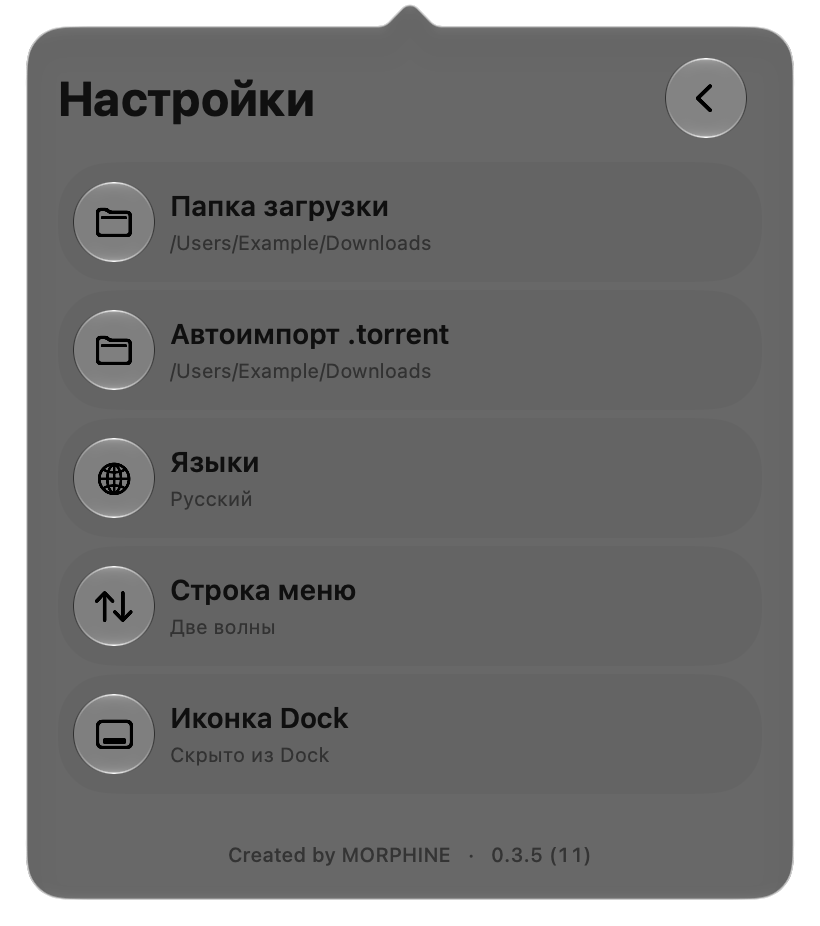 Настройки
Папка загрузки
/Users/Example/Downloads
Автоимпорт .torrent
/Users/Example/Downloads
Языки
Русский
Строка меню
Две волны
Иконка Dock
Скрыто из Dock
Created by MORPHINE · 0.3.5 (11)